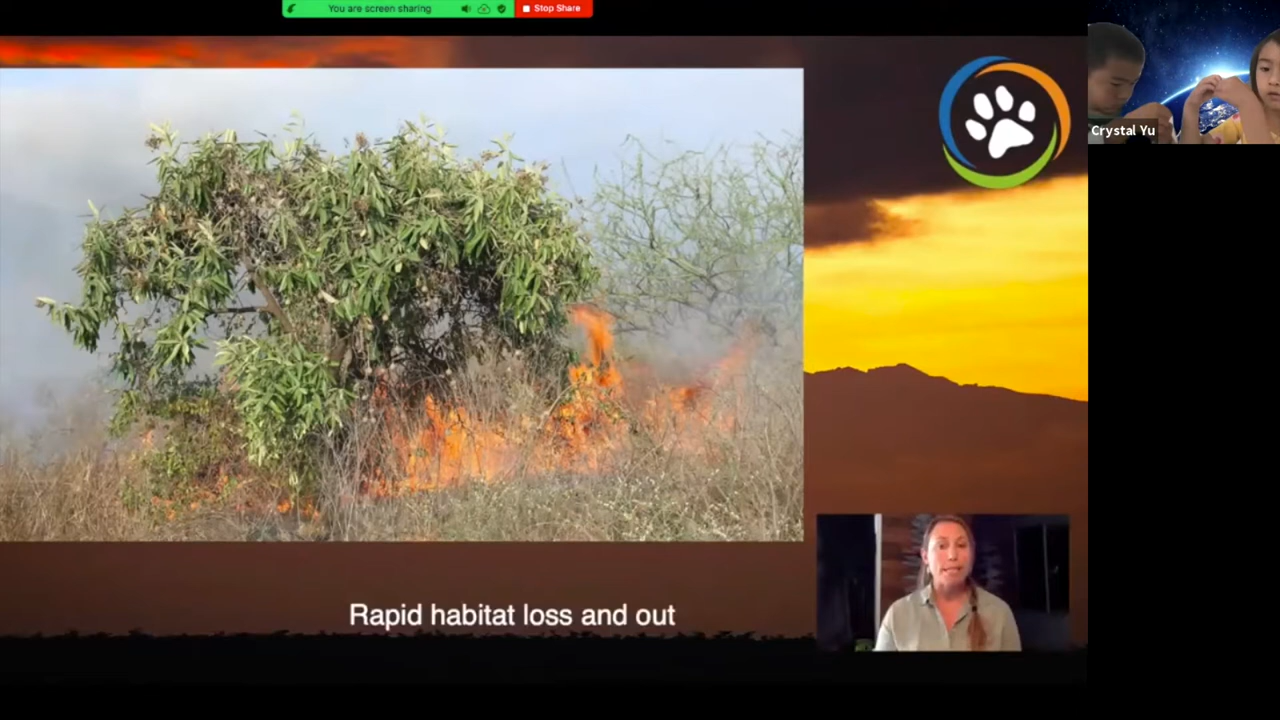 You are screen sharing
Stop Share
Crystal Yu
Rapid habitat loss and out